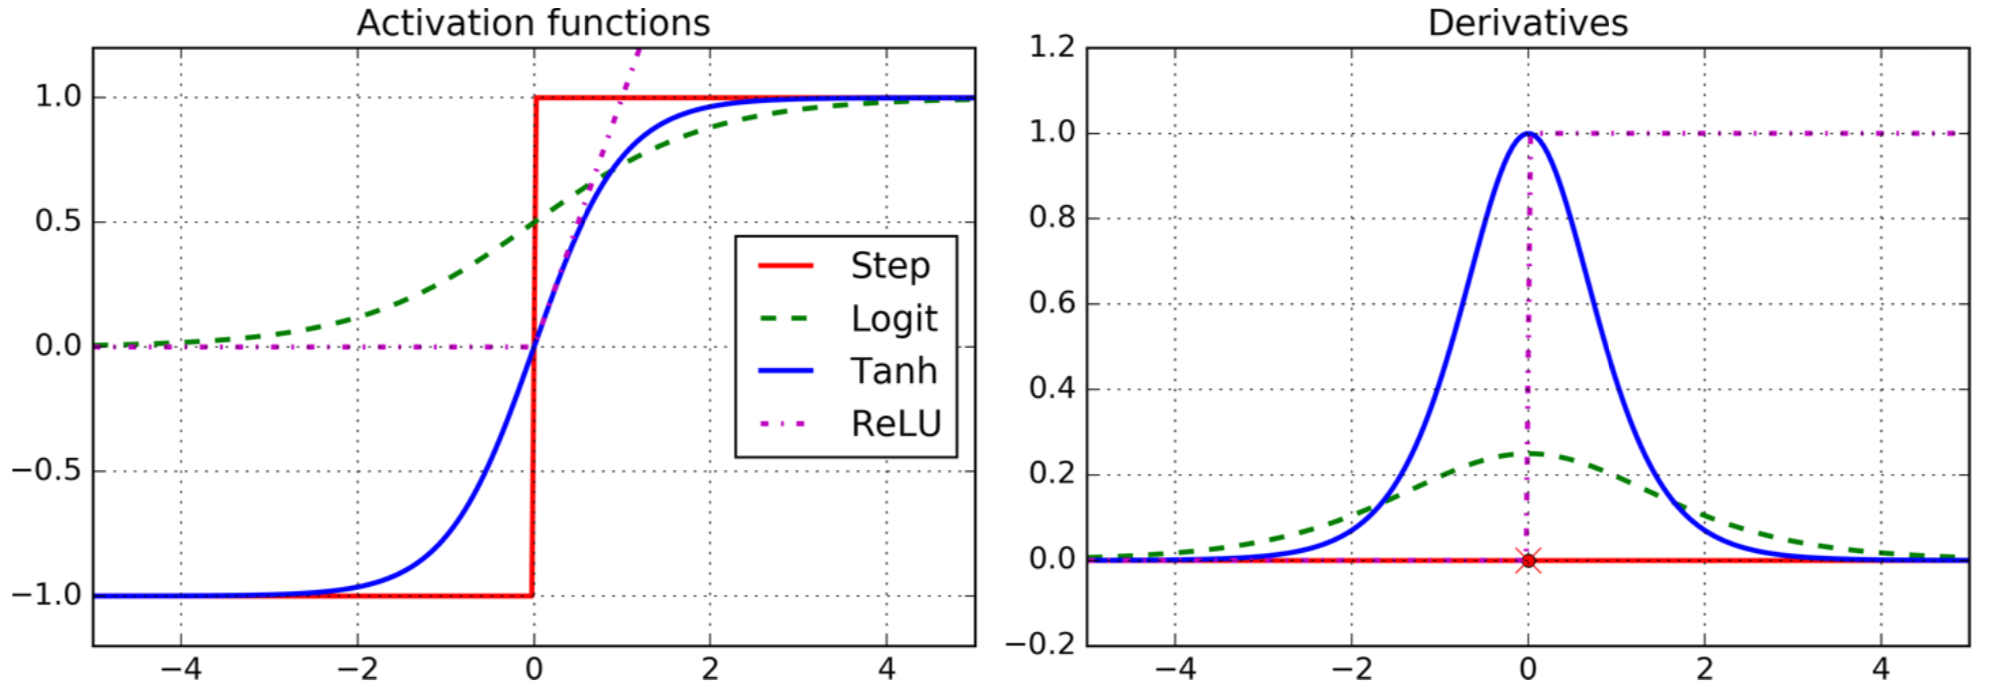 Activation functions
1.0
0.5
0.0
−0.5
−1.0
−4 −2 0 2 4
Step
Logit
Tanh
ReLU
Derivatives
1.2
1.0
0.8
0.6
0.4
0.2
0.0
−0.2
−4 −2 0 2 4